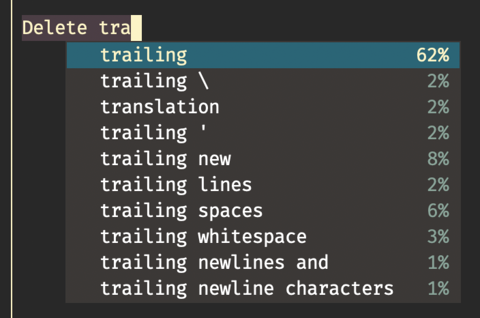 Delete tra
trailing 62%
trailing \ 2%
translation 2%
trailing ' 2%
trailing new 8%
trailing lines 2%
trailing spaces 6%
trailing whitespace 3%
trailing newlines and 1%
trailing newline characters 1%